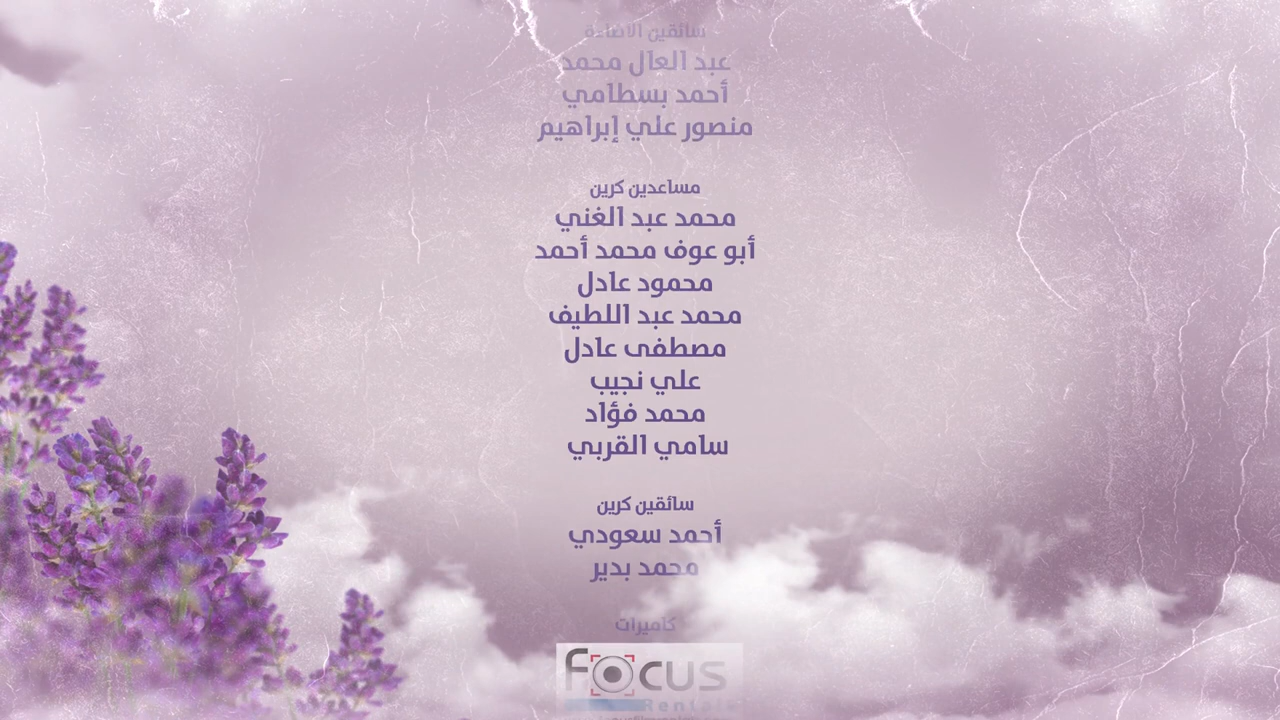 سائقين الاضاءة
عبد العال محمد
أحمد بسطامي
منصور علي إبراهيم
مساعدين كرين
محمد عبد الغني
أبو عوف محمد أحمد
محمود عادل
محمد عبد اللطيف
مصطفى عادل
علي نجيب
محمد فؤاد
سامي القربي
سائقين كرين
أحمد سعودي
محمد بدير
كاميرات
FOCUS
Rentals